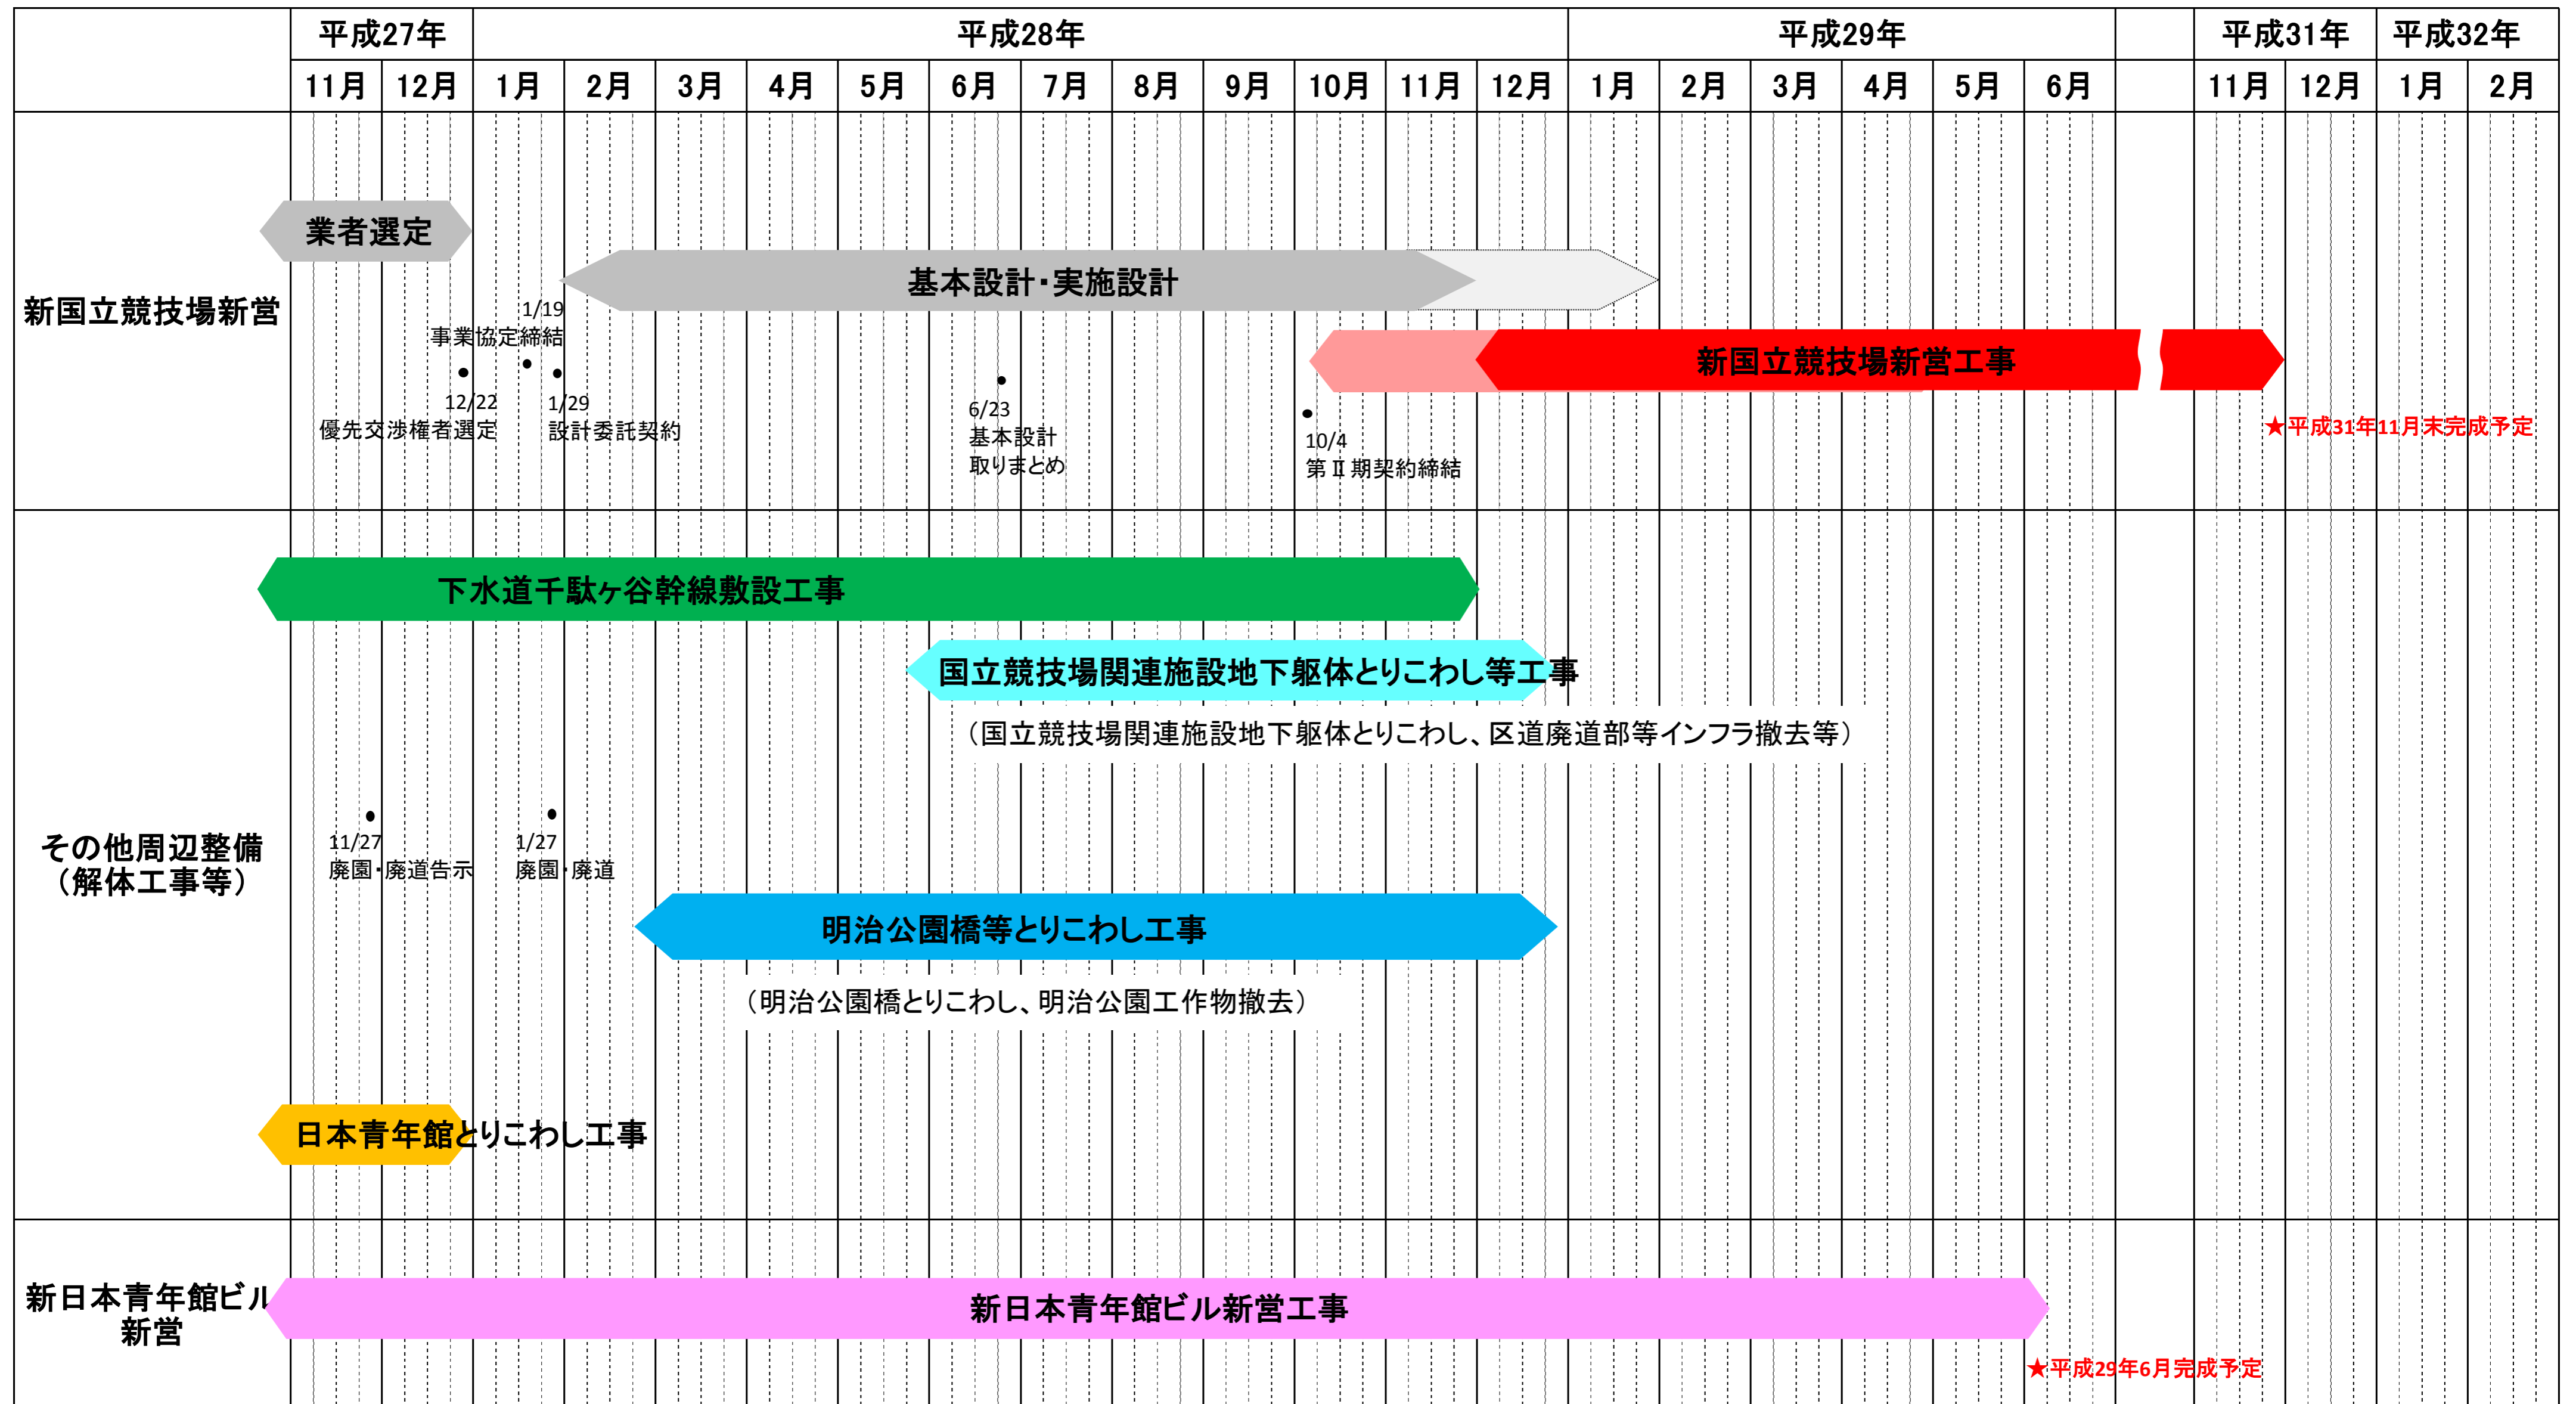 平成27年
平成28年
平成29年
平成31年
平成32年
11月
12月
1月
2月
3月
4月
5月
6月
7月
8月
9月
10月
11月
12月
1月
2月
3月
4月
5月
6月
11月
12月
1月
2月
新国立競技場新営
業者選定
基本設計・実施設計
1/19
事業協定締結
新国立競技場新営工事
12/22
優先交渉権者選定
1/29
設計委託契約
6/23
基本設計
取りまとめ
10/4
第Ⅱ期契約締結
★平成31年11月末完成予定
その他周辺整備
（解体工事等）
下水道千駄ヶ谷幹線敷設工事
国立競技場関連施設地下躯体とりこわし等工事
（国立競技場関連施設地下躯体とりこわし、区道廃道部等インフラ撤去等）
11/27
廃園・廃道告示
1/27
廃園・廃道
明治公園橋等とりこわし工事
（明治公園橋とりこわし、明治公園工作物撤去）
日本青年館とりこわし工事
新日本青年館ビル
新営
新日本青年館ビル新営工事
★平成29年6月完成予定